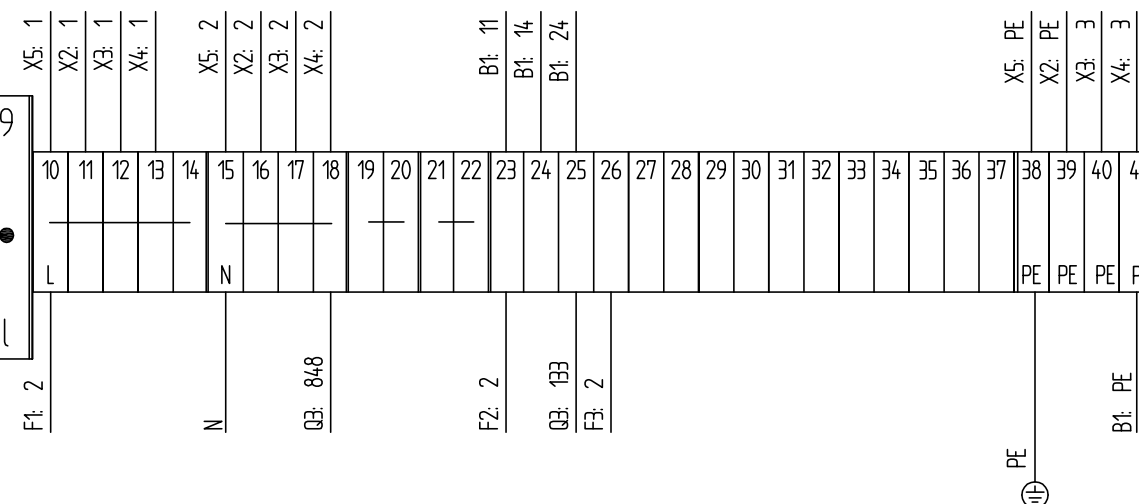 X5: 1
X2: 1
X3: 1
X4: 1
X5: 2
X2: 2
X3: 2
X4: 2
B1: 11
B1: 14
B1: 24
X5: PE
X2: PE
X3: 3
X4: 3
9
10 11 12 13 14 15 16 17 18 19 20 21 22 23 24 25 26 27 28 29 30 31 32 33 34 35 36 37 38 39 40 4
L N PE PE PE
F1: 2
N
Q3: 848
F2: 2
Q3: 133
F3: 2
PE
B1: PE